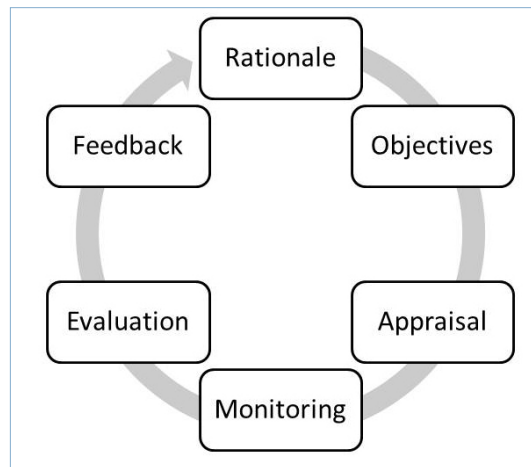 Rationale
Objectives
Appraisal
Monitoring
Evaluation
Feedback